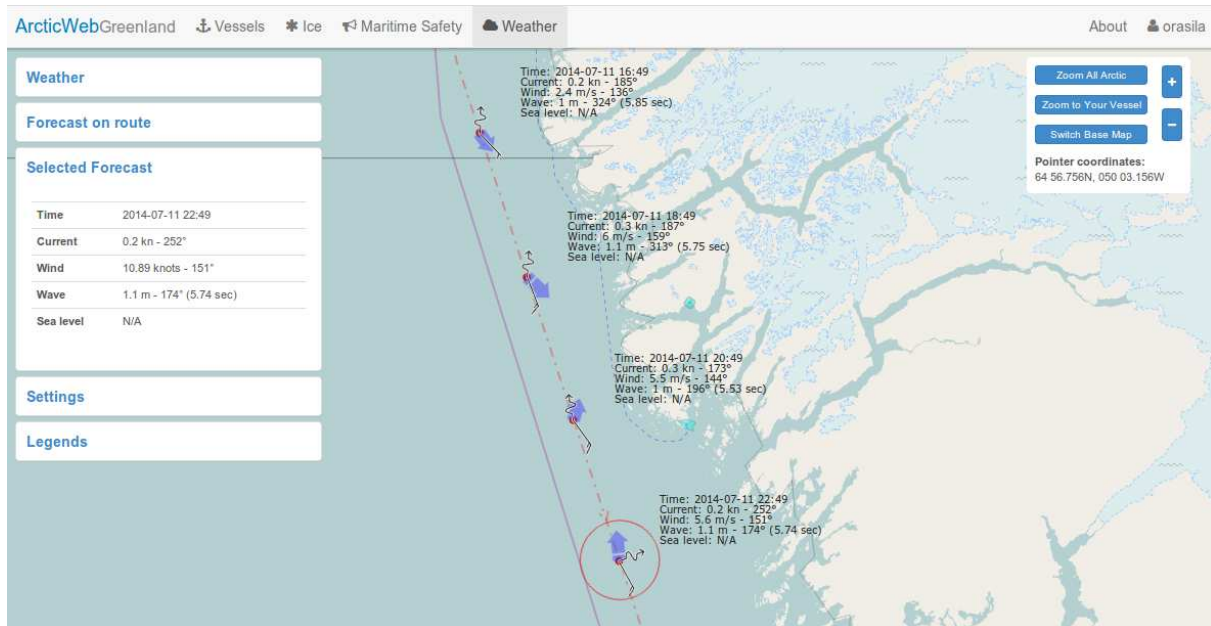 ArcticWebGreenland Vessels Ice Maritime Safety Weather About orasila
Weather
Forecast on route
Selected Forecast
Time 2014-07-11 22:49
Current 0.2 kn - 252°
Wind 10.89 knots - 151°
Wave 1.1 m - 174° (5.74 sec)
Sea level N/A
Settings
Legends
Time: 2014-07-11 16:49
Current: 0.2 kn - 185°
Wind: 2.4 m/s - 136°
Wave: 1 m - 324° (5.85 sec)
Sea level: N/A
Time: 2014-07-11 18:49
Current: 0.3 kn - 187°
Wind: 6 m/s - 159°
Wave: 1.1 m - 313° (5.75 sec)
Sea level: N/A
Time: 2014-07-11 20:49
Current: 0.3 kn - 173°
Wind: 5.5 m/s - 144°
Wave: 1 m - 196° (5.53 sec)
Sea level: N/A
Time: 2014-07-11 22:49
Current: 0.2 kn - 252°
Wind: 5.6 m/s - 151°
Wave: 1.1 m - 174° (5.74 sec)
Sea level: N/A
Zoom All Arctic +
Zoom to Your Vessel
Switch Base Map −
Pointer coordinates:
64 56.756N, 050 03.156W